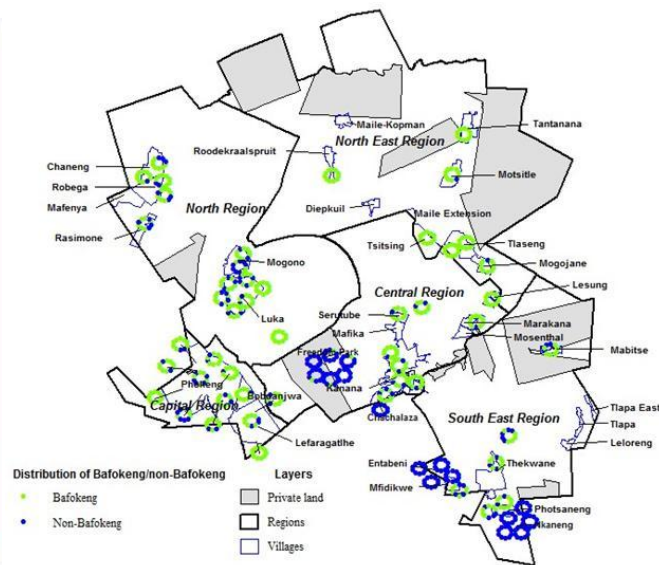 Maile-Kopman
Tantanana
North East Region
Roodekraalspruit
Chaneng
Robega
Motsitle
Mafenya
North Region
Diepkuil
Maile Extension
Rasimone
Tsitsing
Tlaseng
Mogono
Mogojane
Lesung
Central Region
Luka
Serutube
Marakana
Mafika
Mosenthal
Mabitse
Freedom Park
Phokeng
Kanana
Capital Region
Chachalaza
Lefaragatlhe
South East Region
Tlapa East
Tlapa
Leloreng
Entabeni
Thekwane
Mfidikwe
Photsaneng
Nkaneng
Distribution of Bafokeng/non-Bafokeng
Bafokeng
Non-Bafokeng
Layers
Private land
Regions
Villages